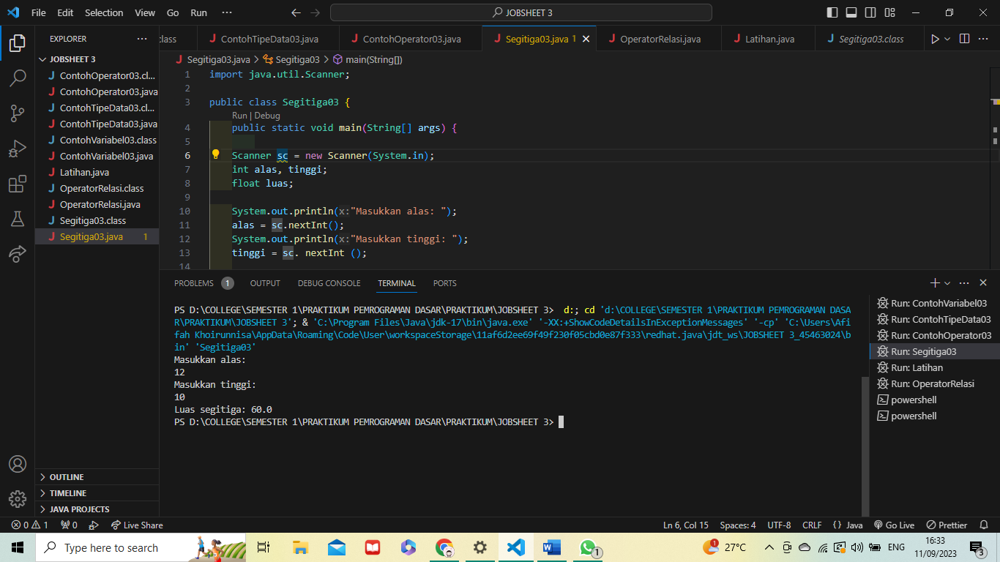 File Edit Selection View Go Run ··· JOBSHEET 3
EXPLORER ···
JOBSHEET 3
ContohOperator03.cl...
ContohOperator03.java
ContohTipeData03.cl...
ContohTipeData03.java
ContohVariabel03.class
ContohVariabel03.java
Latihan.java
OperatorRelasi.class
OperatorRelasi.java
Segitiga03.class
Segitiga03.java 1
OUTLINE
TIMELINE
JAVA PROJECTS
class ContohTipeData03.java ContohOperator03.java Segitiga03.java 1 OperatorRelasi.java Latihan.java Segitiga03.class
Segitiga03.java > Segitiga03 > main(String[])
1 import java.util.Scanner;
2
3 public class Segitiga03 {
Run | Debug
4 public static void main(String[] args) {
5
6 Scanner sc = new Scanner(System.in);
7 int alas, tinggi;
8 float luas;
9
10 System.out.println(x:"Masukkan alas: ");
11 alas = sc.nextInt();
12 System.out.println(x:"Masukkan tinggi: ");
13 tinggi = sc. nextInt ();
14
PROBLEMS 1 OUTPUT DEBUG CONSOLE TERMINAL PORTS
PS D:\COLLEGE\SEMESTER 1\PRAKTIKUM PEMROGRAMAN DASAR\PRAKTIKUM\JOBSHEET 3> d:; cd 'd:\COLLEGE\SEMESTER 1\PRAKTIKUM PEMROGRAMAN DASA
R\PRAKTIKUM\JOBSHEET 3'; & 'C:\Program Files\Java\jdk-17\bin\java.exe' '-XX:+ShowCodeDetailsInExceptionMessages' '-cp' 'C:\Users\Afi
fah Khoirunnisa\AppData\Roaming\Code\User\workspaceStorage\11af6d2ee69f49f230f05cbd0e87f333\redhat.java\jdt_ws\JOBSHEET 3_45463024\b
in' 'Segitiga03'
Masukkan alas:
12
Masukkan tinggi:
10
Luas segitiga: 60.0
PS D:\COLLEGE\SEMESTER 1\PRAKTIKUM PEMROGRAMAN DASAR\PRAKTIKUM\JOBSHEET 3>
Run: ContohVariabel03
Run: ContohTipeData03
Run: ContohOperator03
Run: Segitiga03
Run: Latihan
Run: OperatorRelasi
powershell
powershell
0 1 0 Live Share Ln 6, Col 15 Spaces: 4 UTF-8 CRLF { } Java Go Live Prettier
Type here to search 1 1 27°C ENG 16:33
11/09/2023 3